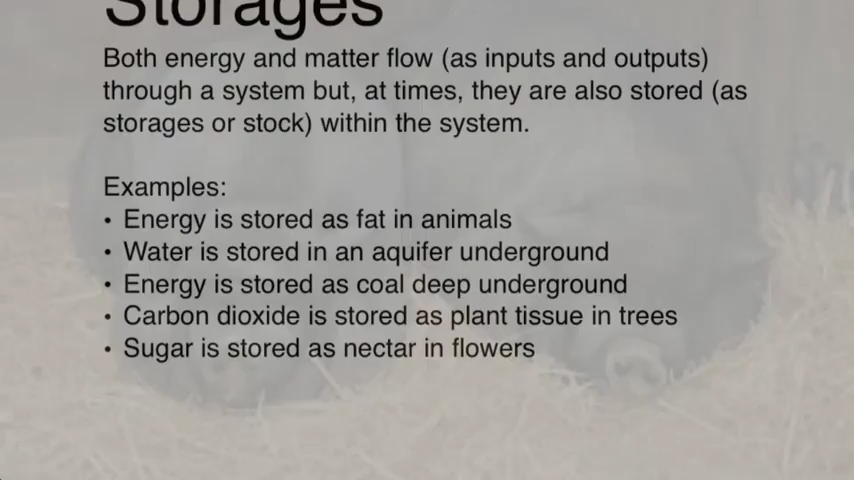 Storages
Both energy and matter flow (as inputs and outputs)
through a system but, at times, they are also stored (as
storages or stock) within the system.
Examples:
• Energy is stored as fat in animals
• Water is stored in an aquifer underground
• Energy is stored as coal deep underground
• Carbon dioxide is stored as plant tissue in trees
• Sugar is stored as nectar in flowers